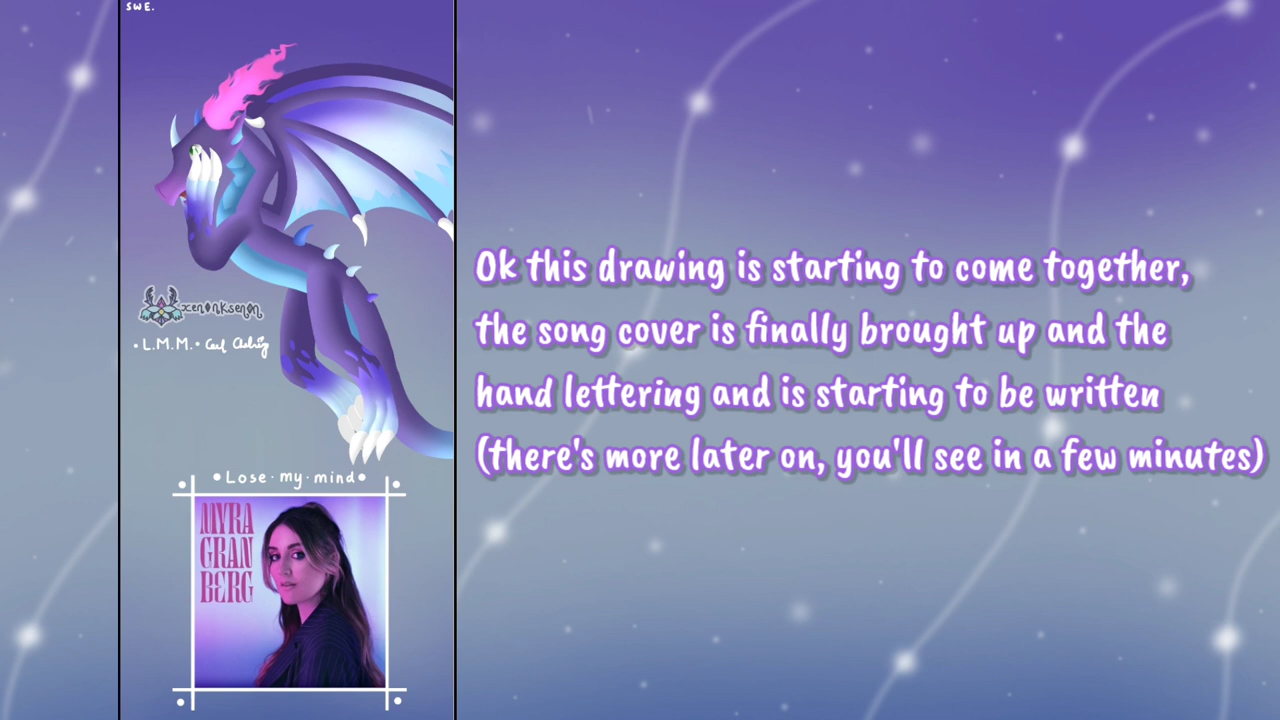 SWE.
xenonksenon
• L.M.M. •
• Lose • my • mind •
MYRA
GRAN
BERG
Ok this drawing is starting to come together,
the song cover is finally brought up and the
hand lettering and is starting to be written
(there's more later on, you'll see in a few minutes)